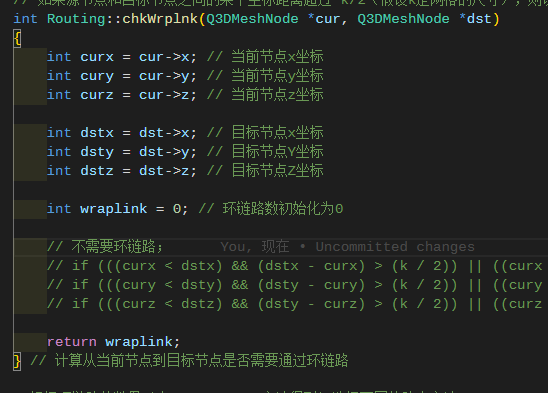 // 如果源节点和目标节点之间的某个坐标距离超过 k/2（假设k是网格的尺寸），则
int Routing::chkWrplnk(Q3DMeshNode *cur, Q3DMeshNode *dst)
{
int curx = cur->x; // 当前节点x坐标
int cury = cur->y; // 当前节点y坐标
int curz = cur->z; // 当前节点z坐标
int dstx = dst->x; // 目标节点x坐标
int dsty = dst->y; // 目标节点Y坐标
int dstz = dst->z; // 目标节点Z坐标
int wraplink = 0; // 环链路数初始化为0
// 不需要环链路; You, 现在 • Uncommitted changes
// if (((curx < dstx) && (dstx - curx) > (k / 2)) || ((curx
// if (((cury < dsty) && (dsty - cury) > (k / 2)) || ((cury
// if (((curz < dstz) && (dsty - curz) > (k / 2)) || ((curz
return wraplink;
} // 计算从当前节点到目标节点是否需要通过环链路